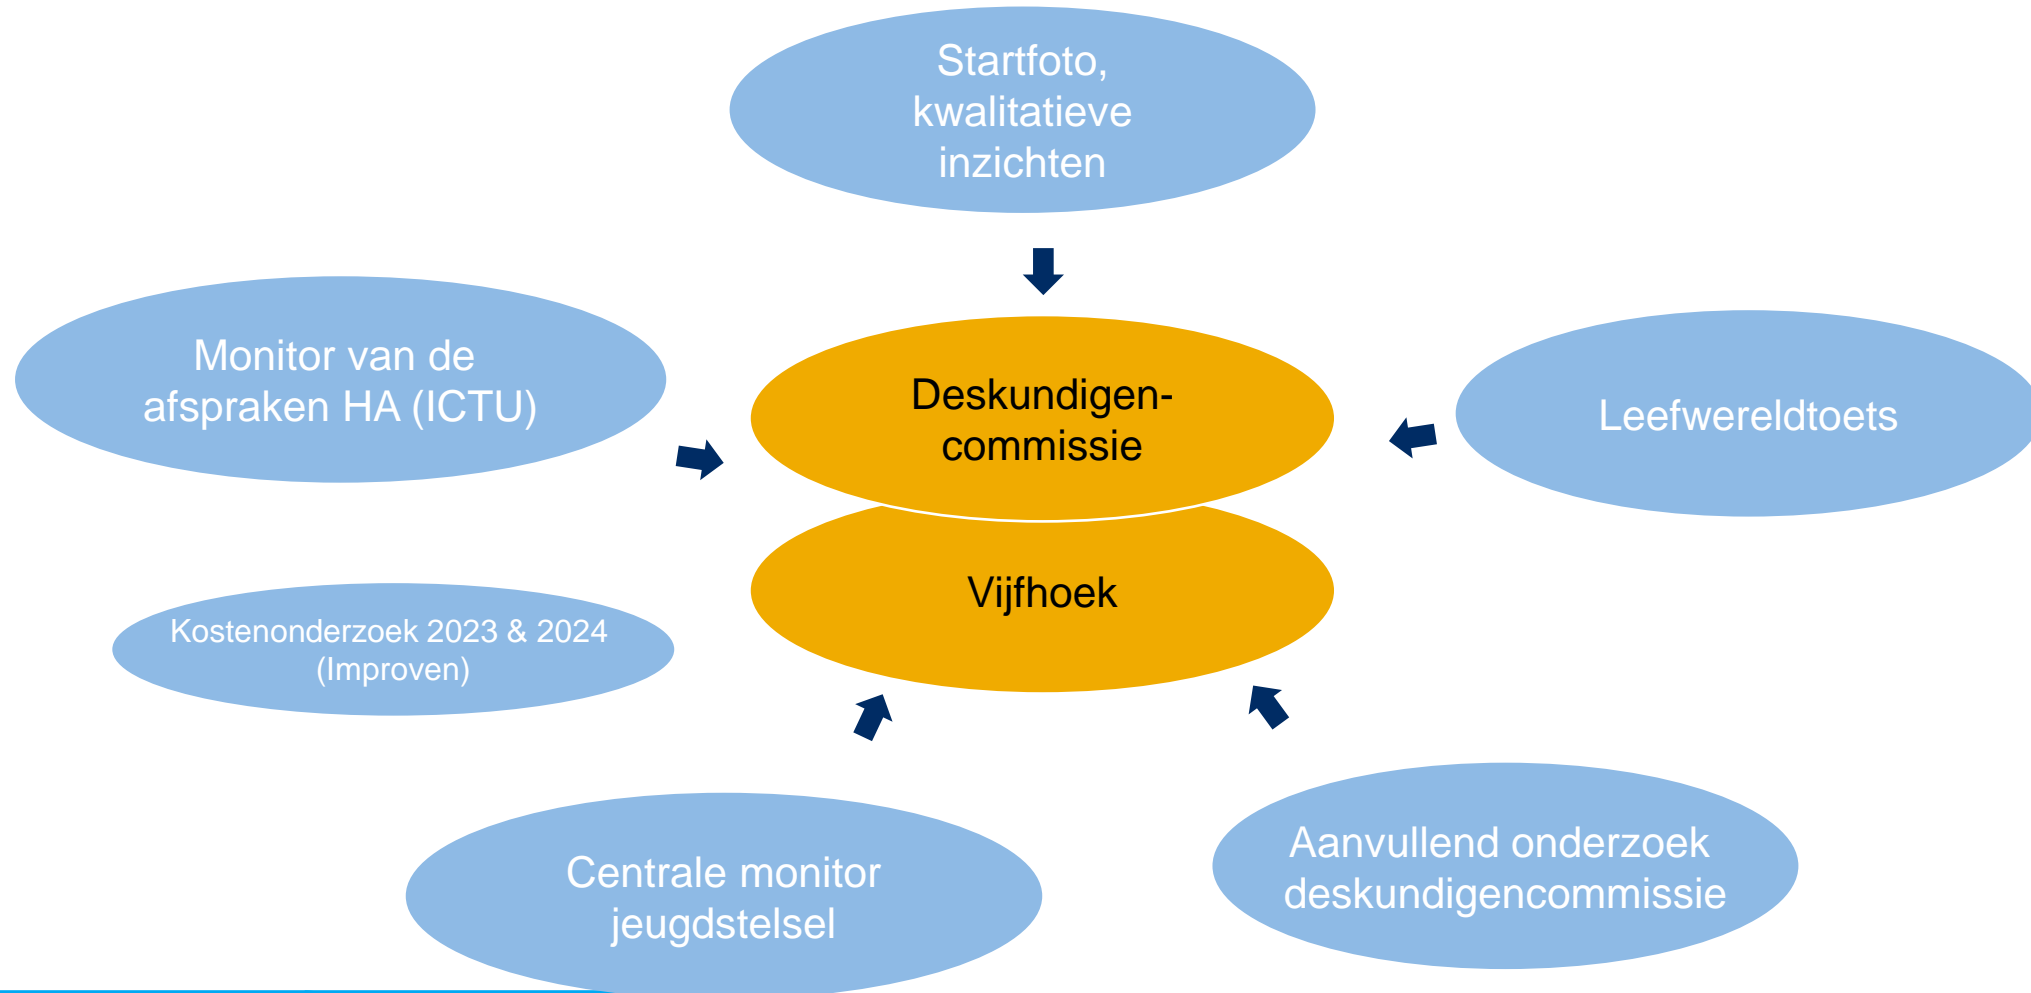 Startfoto,
kwalitatieve
inzichten
Monitor van de
afspraken HA (ICTU)
Deskundigen-
commissie
Leefwereldtoets
Vijfhoek
Kostenonderzoek 2023 & 2024
(Improven)
Centrale monitor
jeugdstelsel
Aanvullend onderzoek
deskundigencommissie